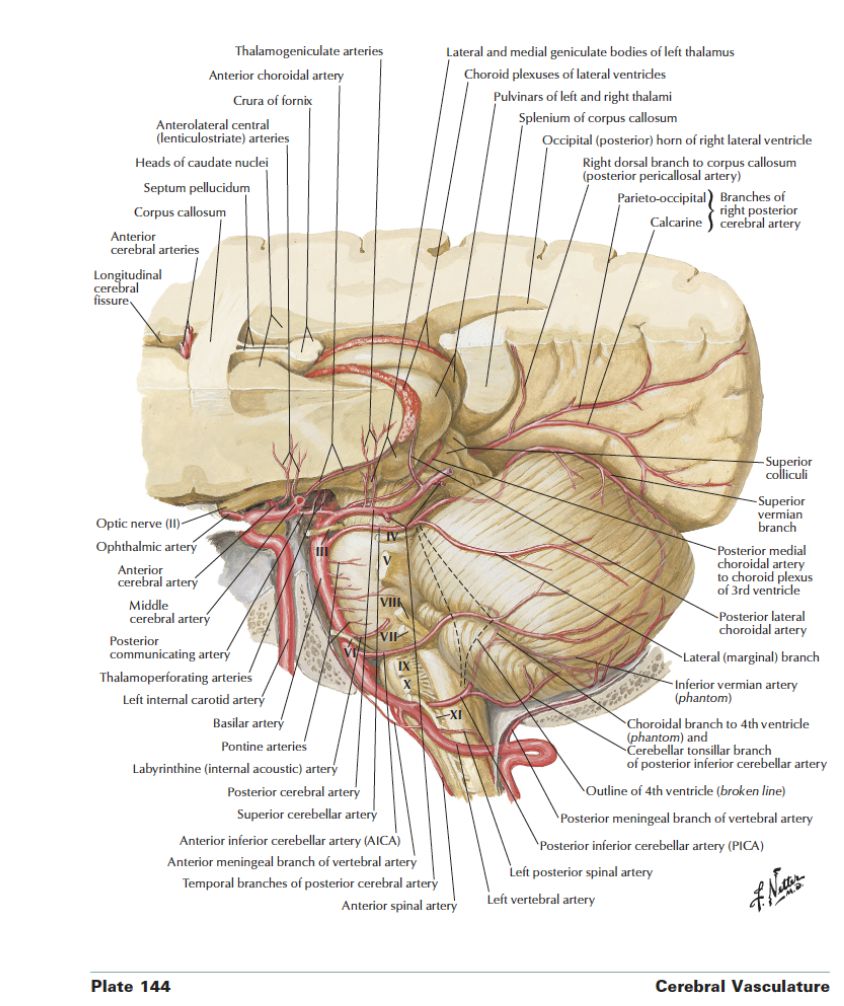 Thalamogeniculate arteries
Anterior choroidal artery
Crura of fornix
Anterolateral central
(lenticulostriate) arteries
Heads of caudate nuclei
Septum pellucidum
Corpus callosum
Anterior
cerebral arteries
Longitudinal
cerebral
fissure
Lateral and medial geniculate bodies of left thalamus
Choroid plexuses of lateral ventricles
Pulvinars of left and right thalami
Splenium of corpus callosum
Occipital (posterior) horn of right lateral ventricle
Right dorsal branch to corpus callosum
(posterior pericallosal artery)
Parieto-occipital
Calcarine
Branches of
right posterior
cerebral artery
Superior
colliculi
Superior
vermian
branch
Posterior medial
choroidal artery
to choroid plexus
of 3rd ventricle
Posterior lateral
choroidal artery
Lateral (marginal) branch
Inferior vermian artery
(phantom)
Choroidal branch to 4th ventricle
(phantom) and
Cerebellar tonsillar branch
of posterior inferior cerebellar artery
Outline of 4th ventricle (broken line)
Posterior meningeal branch of vertebral artery
Posterior inferior cerebellar artery (PICA)
Left posterior spinal artery
Left vertebral artery
Optic nerve (II)
Ophthalmic artery
Anterior
cerebral artery
Middle
cerebral artery
Posterior
communicating artery
Thalamoperforating arteries
Left internal carotid artery
Basilar artery
Pontine arteries
Labyrinthine (internal acoustic) artery
Posterior cerebral artery
Superior cerebellar artery
Anterior inferior cerebellar artery (AICA)
Anterior meningeal branch of vertebral artery
Temporal branches of posterior cerebral artery
Anterior spinal artery
III
IV
V
VIII
VII
VI
IX
X
XI
F. Netter
M.D.
Plate 144
Cerebral Vasculature